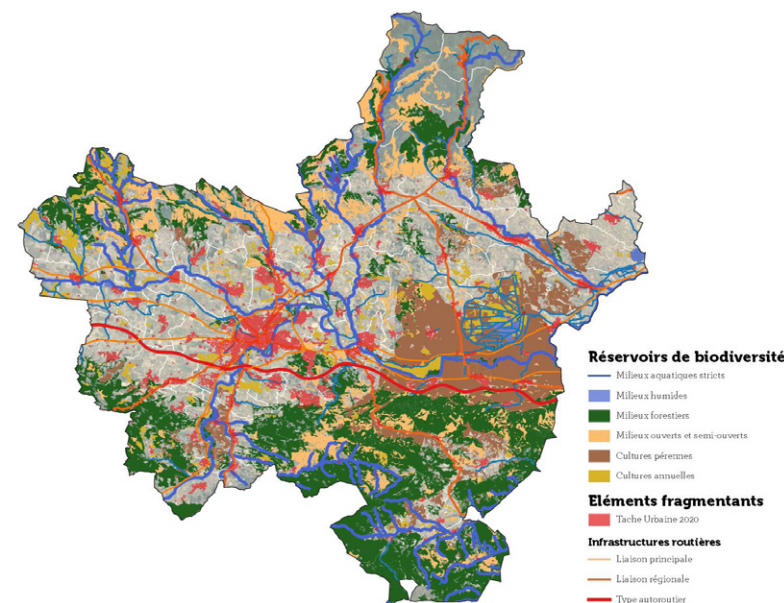 Réservoirs de biodiversité
Milieux aquatiques stricts
Milieux humides
Milieux forestiers
Milieux ouverts et semi-ouverts
Cultures pérennes
Cultures annuelles
Eléments fragmentants
Tache Urbaine 2020
Infrastructures routières
Liaison principale
Liaison régionale
Type autoroutier